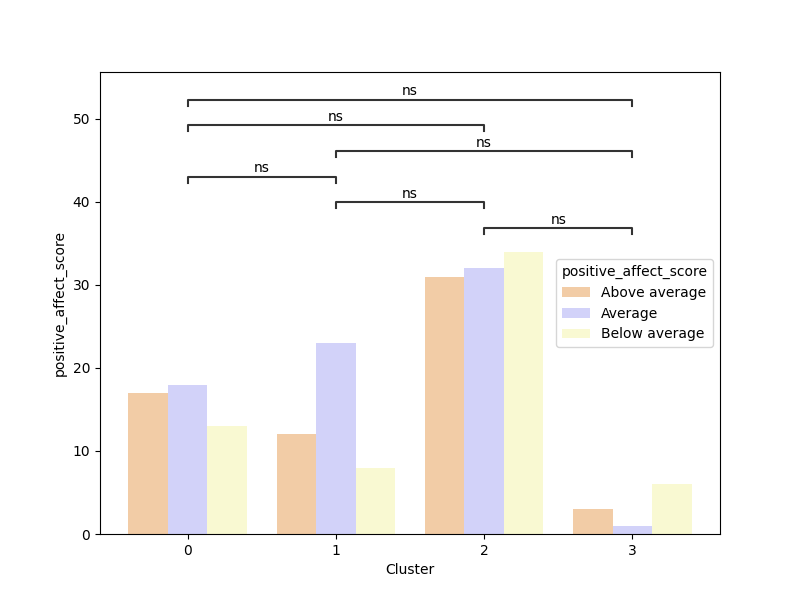 ns
ns
ns
ns
ns
ns
50
40
30
20
10
0
positive_affect_score
positive_affect_score
Above average
Average
Below average
0 1 2 3
Cluster